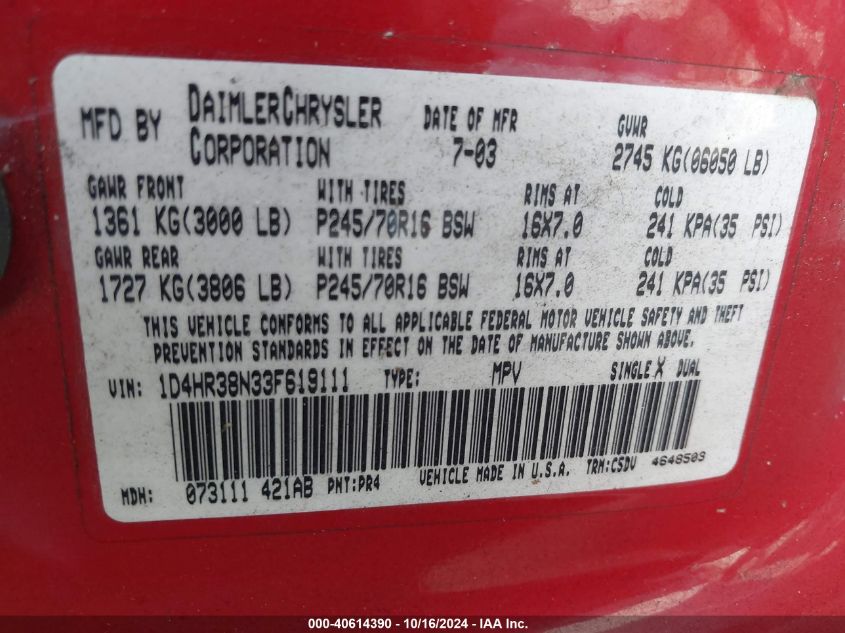 MFD BY DAIMLERCHRYSLER CORPORATION DATE OF MFR 7-03 GVWR 2745 KG(06050 LB)
GAWR FRONT WITH TIRES RIMS AT COLD
1361 KG(3000 LB) P245/70R16 BSW 16X7.0 241 KPA(35 PSI)
GAWR REAR WITH TIRES RIMS AT COLD
1727 KG(3806 LB) P245/70R16 BSW 16X7.0 241 KPA(35 PSI)
THIS VEHICLE CONFORMS TO ALL APPLICABLE FEDERAL MOTOR VEHICLE SAFETY AND THEFT
PREVENTION STANDARDS IN EFFECT ON THE DATE OF MANUFACTURE SHOWN ABOVE.
VIN: 1D4HR38N33F619111 TYPE: MPV SINGLE X DUAL
MDH: 073111 421AB PNT:PR4 VEHICLE MADE IN U.S.A. TRM:CSDV 4648503
000-40614390 - 10/16/2024 - IAA Inc.